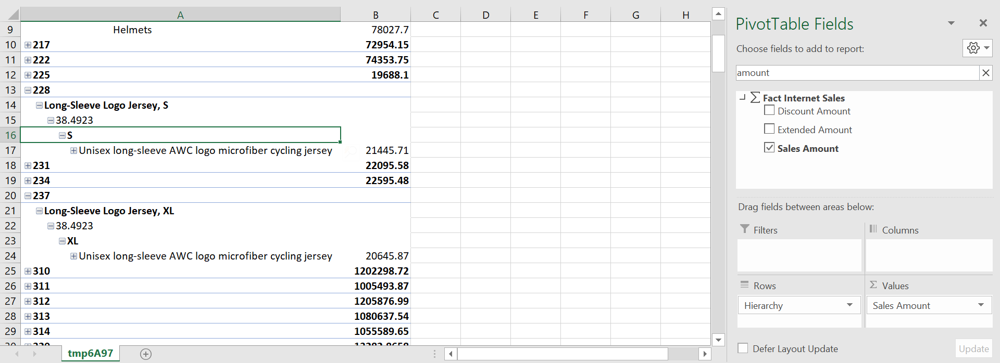 A B C D E F G H
9 Helmets 78027.7
10 217 72954.15
11 222 74353.75
12 225 19688.1
13 228
14 Long-Sleeve Logo Jersey, S
15 38.4923
16 S
17 Unisex long-sleeve AWC logo microfiber cycling jersey 21445.71
18 231 22095.58
19 234 22595.48
20 237
21 Long-Sleeve Logo Jersey, XL
22 38.4923
23 XL
24 Unisex long-sleeve AWC logo microfiber cycling jersey 20645.87
25 310 1202298.72
26 311 1005493.87
27 312 1205876.99
28 313 1080637.54
29 314 1055589.65
tmp6A97
PivotTable Fields
Choose fields to add to report:
amount
Σ Fact Internet Sales
Discount Amount
Extended Amount
Sales Amount
Drag fields between areas below:
Filters
Columns
Rows
Σ Values
Hierarchy
Sales Amount
Defer Layout Update
Update